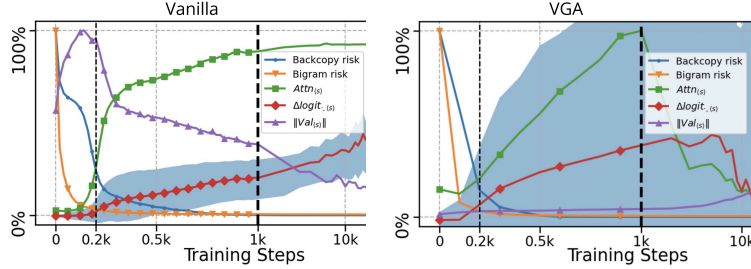 Vanilla
100%
0%
Backcopy risk
Bigram risk
Attn(s)
Δlogit.,(s)
‖Val(s)‖
0 0.2k 0.5k 1k 10k
Training Steps
VGA
100%
0%
Backcopy risk
Bigram risk
Attn(s)
Δlogit.,(s)
‖Val(s)‖
0 0.2k 0.5k 1k 10k
Training Steps